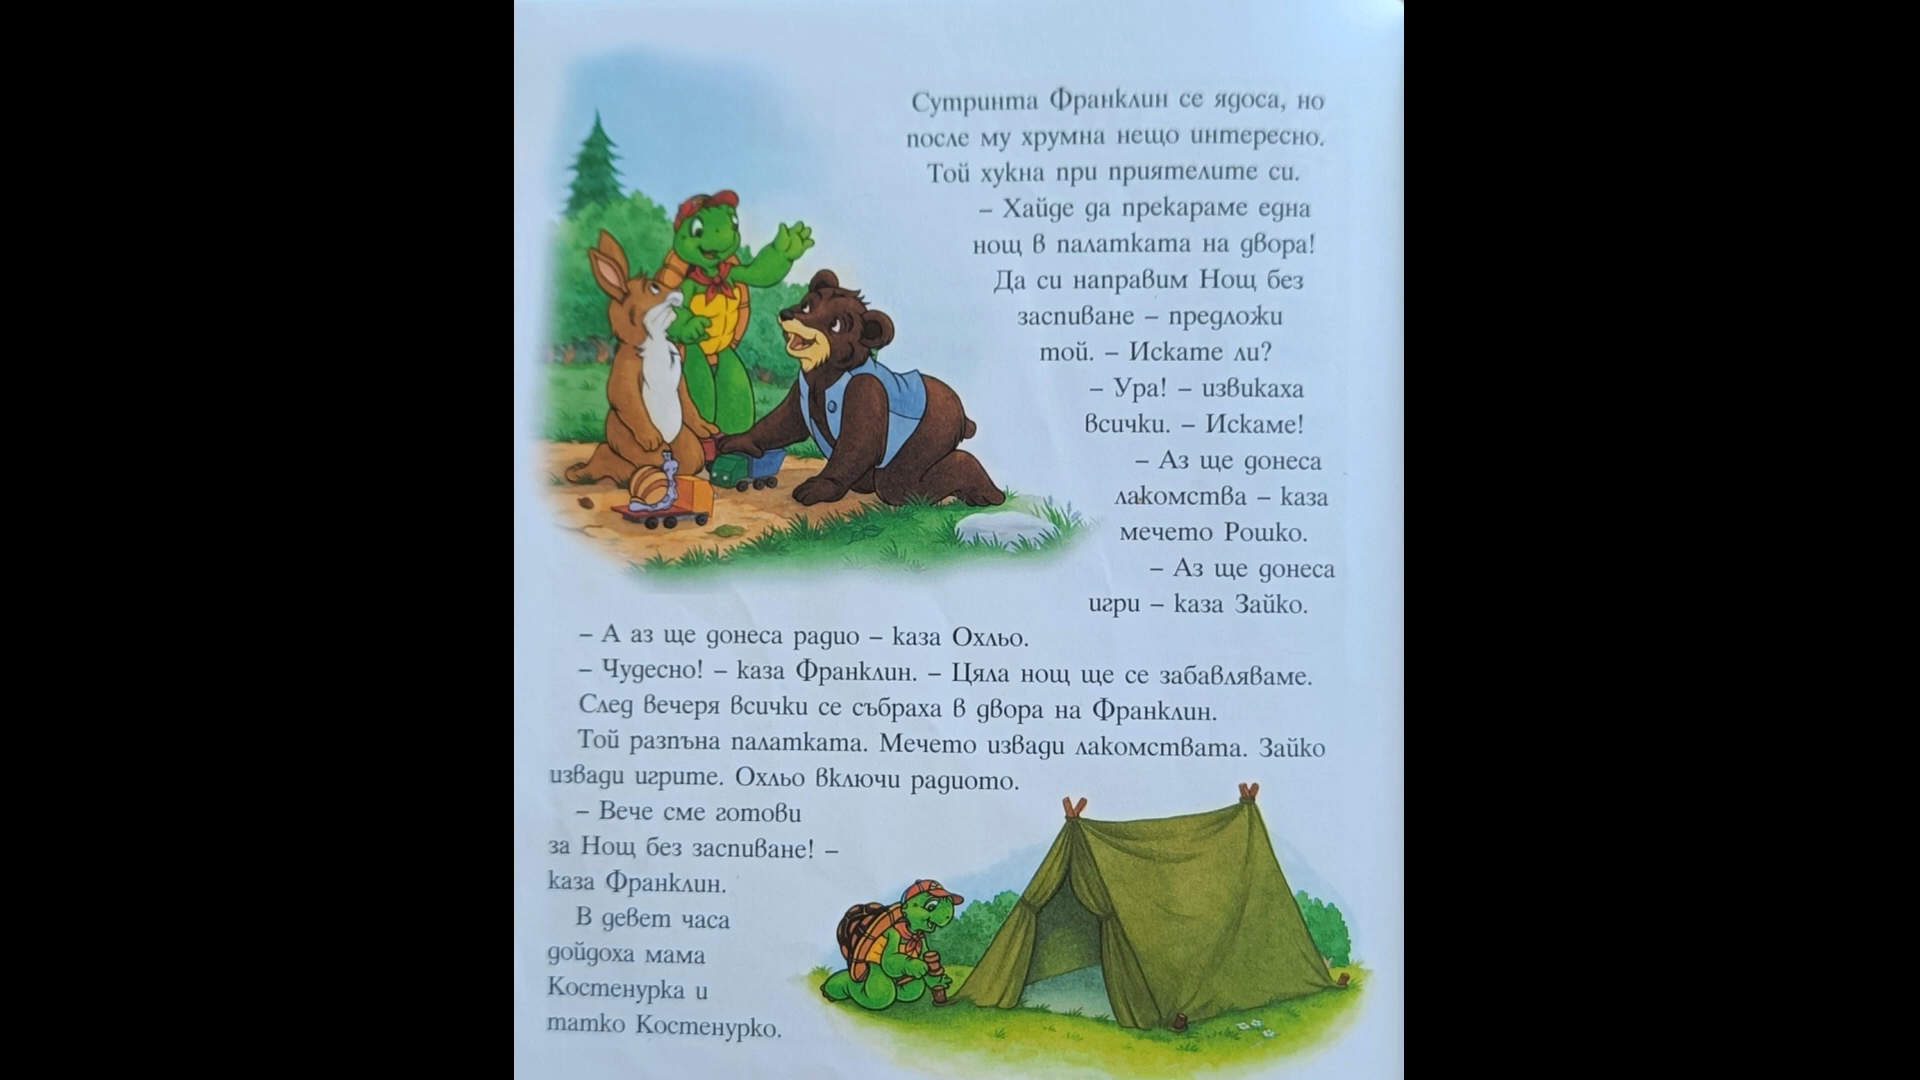 Сутринта Франклин се ядоса, но
после му хрумна нещо интересно.
Той хукна при приятелите си.
– Хайде да прекараме една
нощ в палатката на двора!
Да си направим Нощ без
заспиване – предложи
той. – Искате ли?
– Ура! – извикаха
всички. – Искаме!
– Аз ще донеса
лакомства – каза
мечето Рошко.
– Аз ще донеса
игри – каза Зайко.
– А аз ще донеса радио – каза Охльо.
– Чудесно! – каза Франклин. – Цяла нощ ще се забавляваме.
След вечеря всички се събраха в двора на Франклин.
Той разпъна палатката. Мечето извади лакомствата. Зайко
извади игрите. Охльо включи радиото.
– Вече сме готови
за Нощ без заспиване! –
каза Франклин.
В девет часа
дойдоха мама
Костенурка и
татко Костенурко.